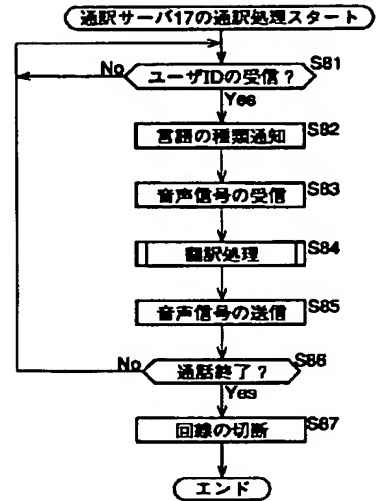 通訳サーバ17の通訳処理スタート
No
ユーザIDの受信?
S81
Yes
言語の種類通知
S82
音声信号の受信
S83
翻訳処理
S84
音声信号の送信
S85
No
通話終了?
S86
Yes
回線の切断
S87
エンド